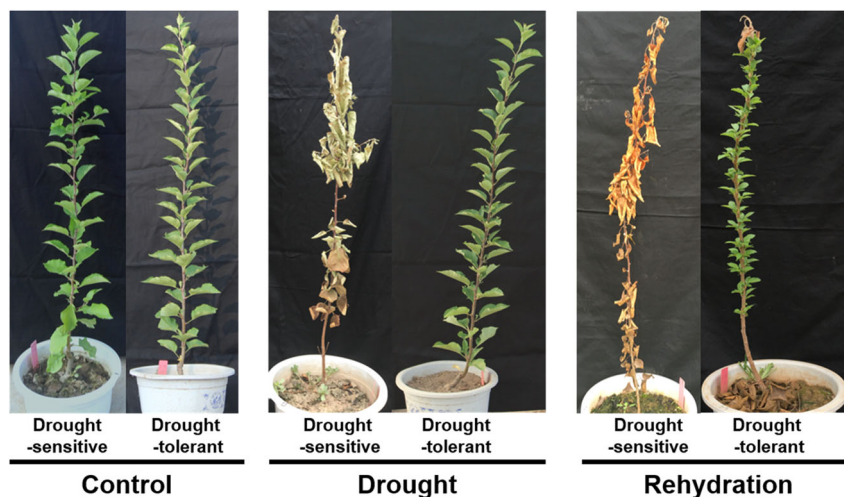 Drought
-sensitive
Drought
-tolerant
Drought
-sensitive
Drought
-tolerant
Drought
-sensitive
Drought
-tolerant
Control
Drought
Rehydration